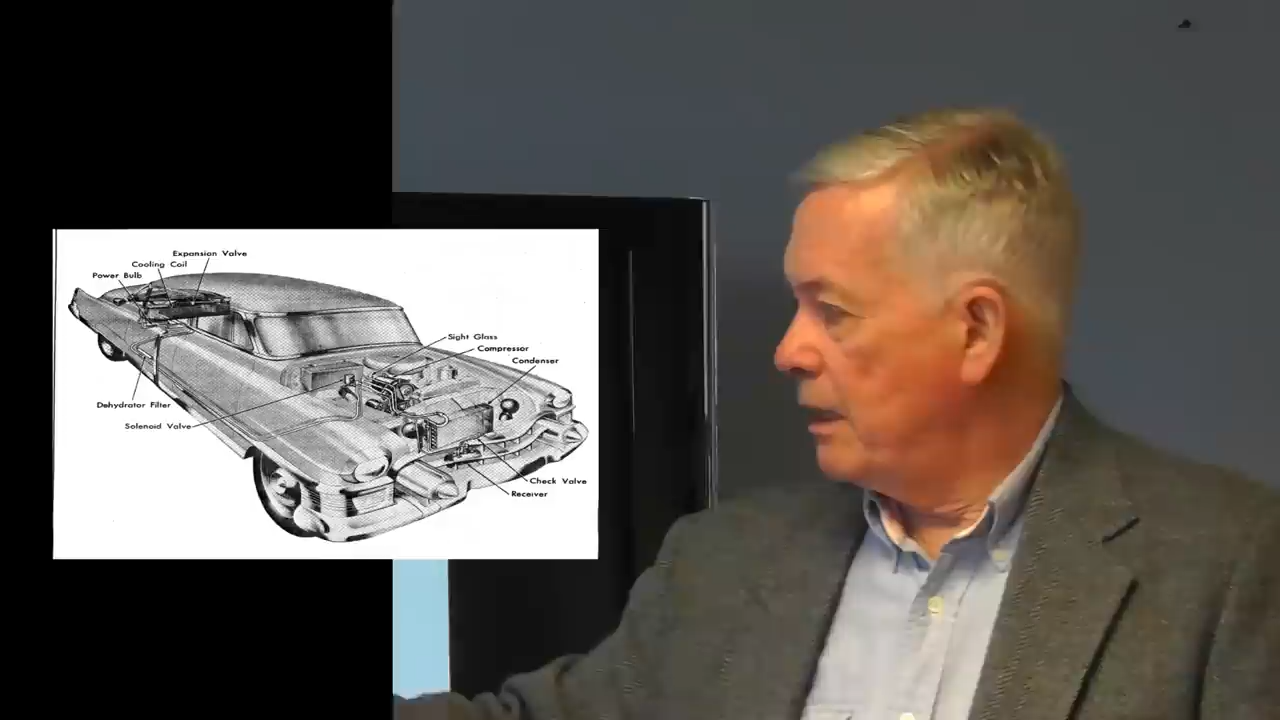 Expansion Valve
Cooling Coil
Power Bulb
Sight Glass
Compressor
Condenser
Dehydrator Filter
Solenoid Valve
Check Valve
Receiver